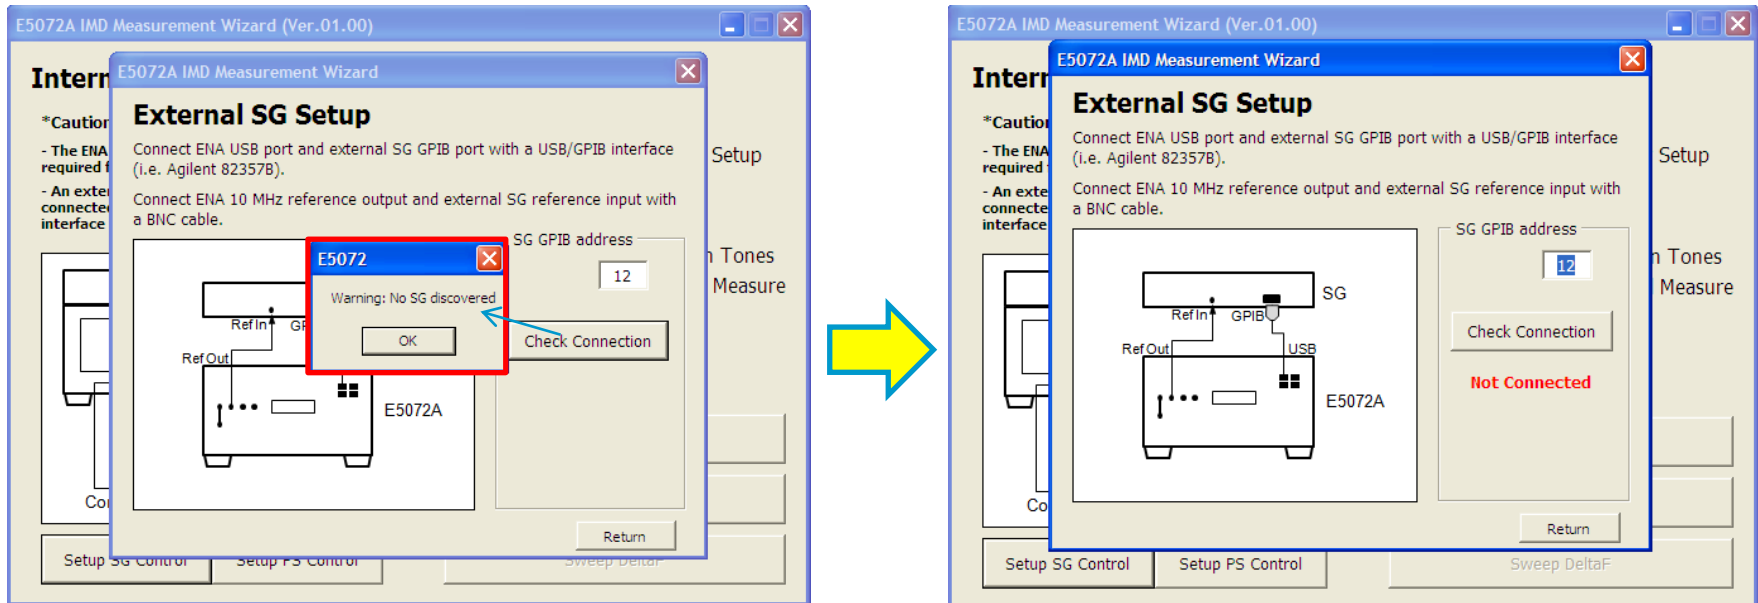 E5072A IMD Measurement Wizard (Ver.01.00)
Intern
*Caution
- The ENA
required f
- An exter
connected
interface
Setup
n Tones
Measure
Cor
Setup SG Control
Setup PS Control
Sweep DeltaF
E5072A IMD Measurement Wizard
External SG Setup
Connect ENA USB port and external SG GPIB port with a USB/GPIB interface
(i.e. Agilent 82357B).
Connect ENA 10 MHz reference output and external SG reference input with
a BNC cable.
SG GPIB address
12
Check Connection
Ref In
GP
Ref Out
E5072A
E5072
Warning: No SG discovered
OK
Return
E5072A IMD Measurement Wizard (Ver.01.00)
Intern
*Caution
- The ENA
required
- An exte
connecte
interface
Setup
n Tones
Measure
Co
Setup SG Control
Setup PS Control
Sweep DeltaF
E5072A IMD Measurement Wizard
External SG Setup
Connect ENA USB port and external SG GPIB port with a USB/GPIB interface
(i.e. Agilent 82357B).
Connect ENA 10 MHz reference output and external SG reference input with
a BNC cable.
SG GPIB address
12
SG
Ref In
GPIB
Ref Out
USB
E5072A
Check Connection
Not Connected
Return